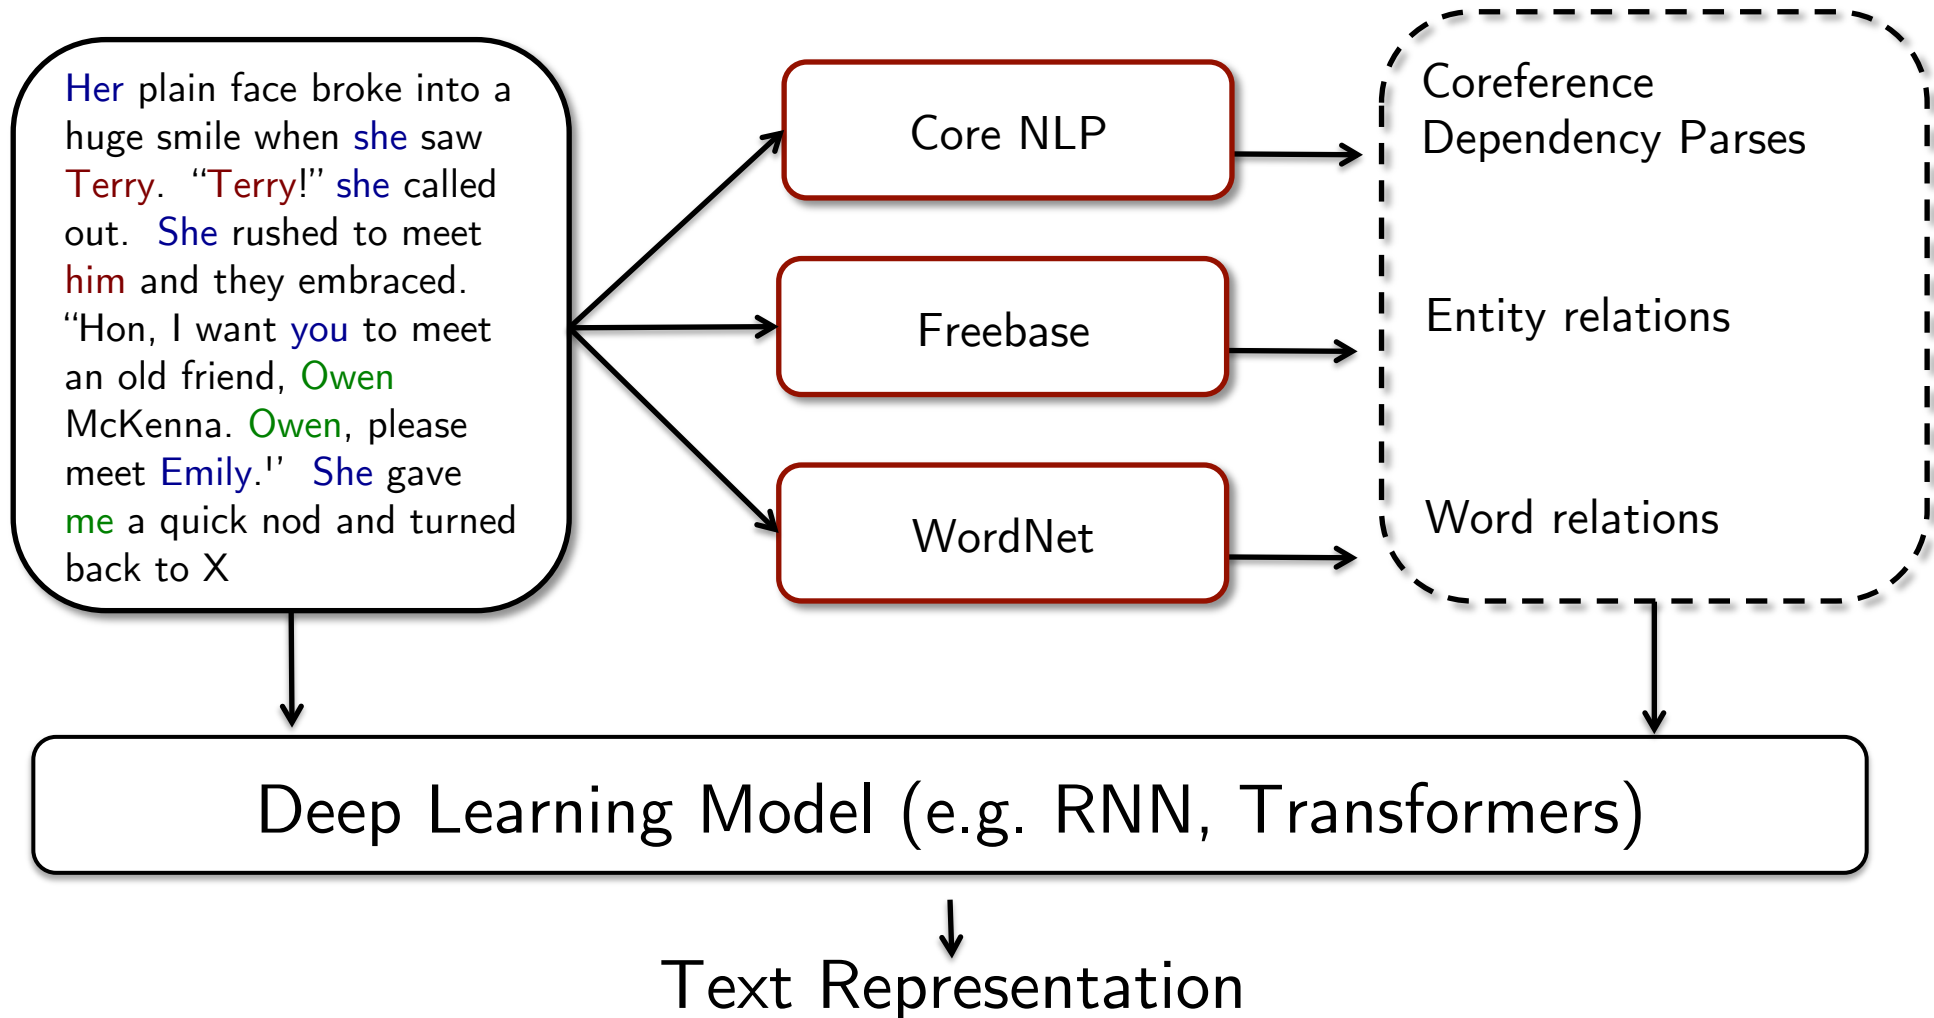 Her plain face broke into a
huge smile when she saw
Terry. “Terry!” she called
out. She rushed to meet
him and they embraced.
“Hon, I want you to meet
an old friend, Owen
McKenna. Owen, please
meet Emily.'’ She gave
me a quick nod and turned
back to X
Core NLP
Freebase
WordNet
Coreference
Dependency Parses
Entity relations
Word relations
Deep Learning Model (e.g. RNN, Transformers)
Text Representation